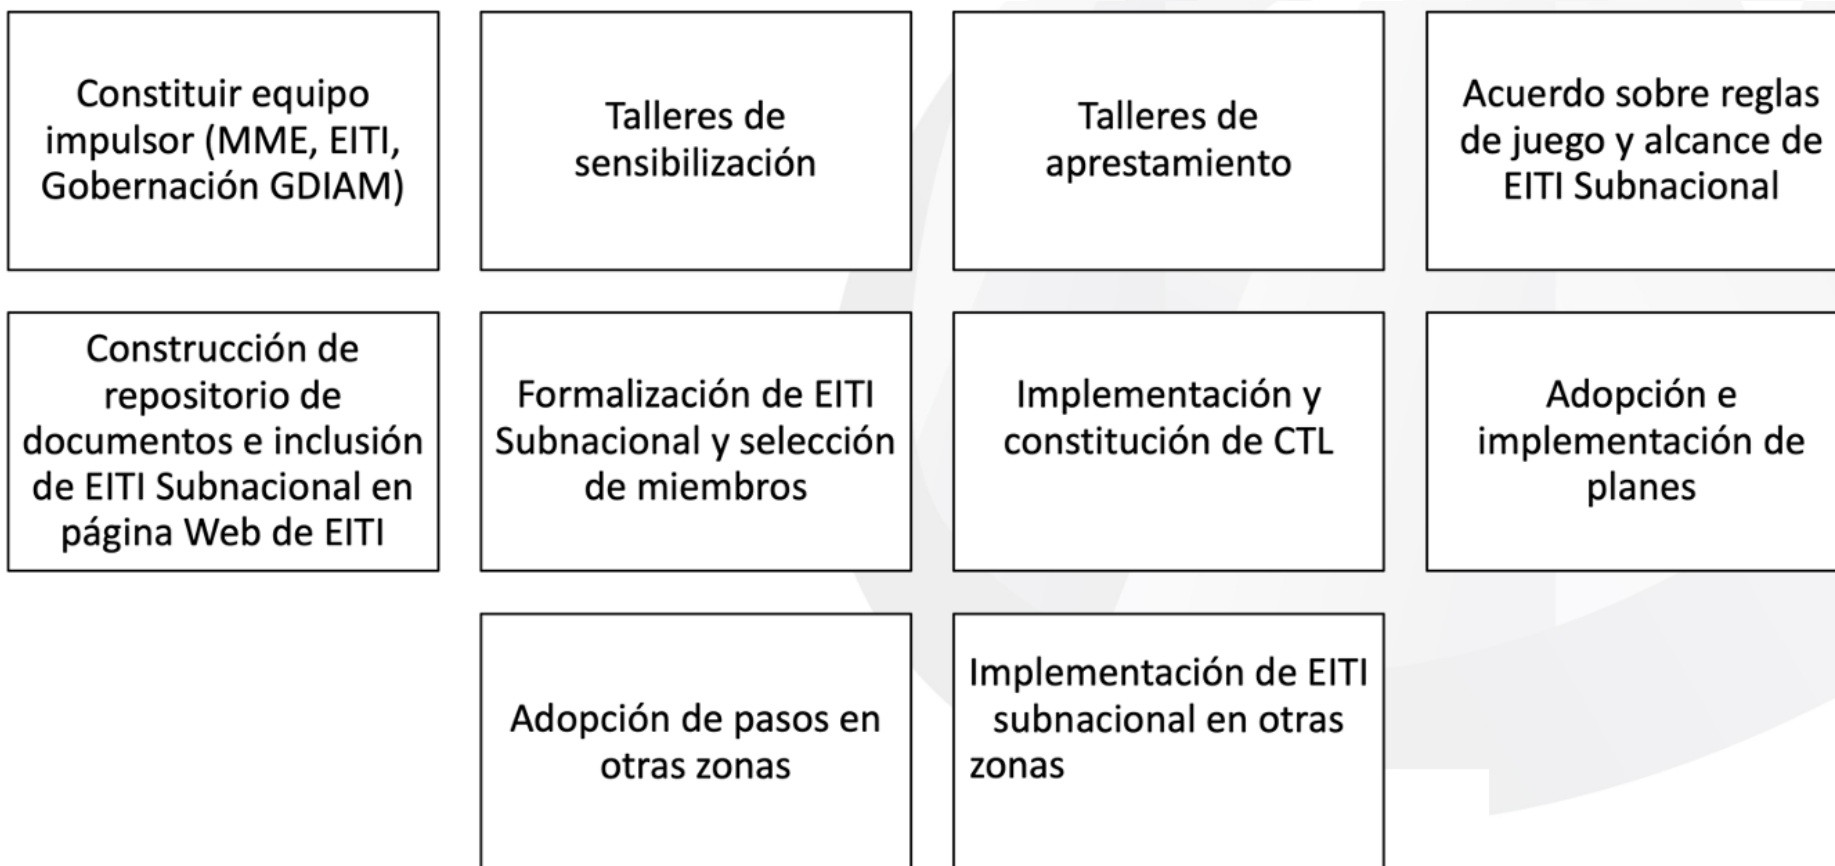 Constituir equipo
impulsor (MME, EITI,
Gobernación GDIAM)
Talleres de
sensibilización
Talleres de
aprestamiento
Acuerdo sobre reglas
de juego y alcance de
EITI Subnacional
Construcción de
repositorio de
documentos e inclusión
de EITI Subnacional en
página Web de EITI
Formalización de EITI
Subnacional y selección
de miembros
Implementación y
constitución de CTL
Adopción e
implementación de
planes
Adopción de pasos en
otras zonas
Implementación de EITI
subnacional en otras
zonas